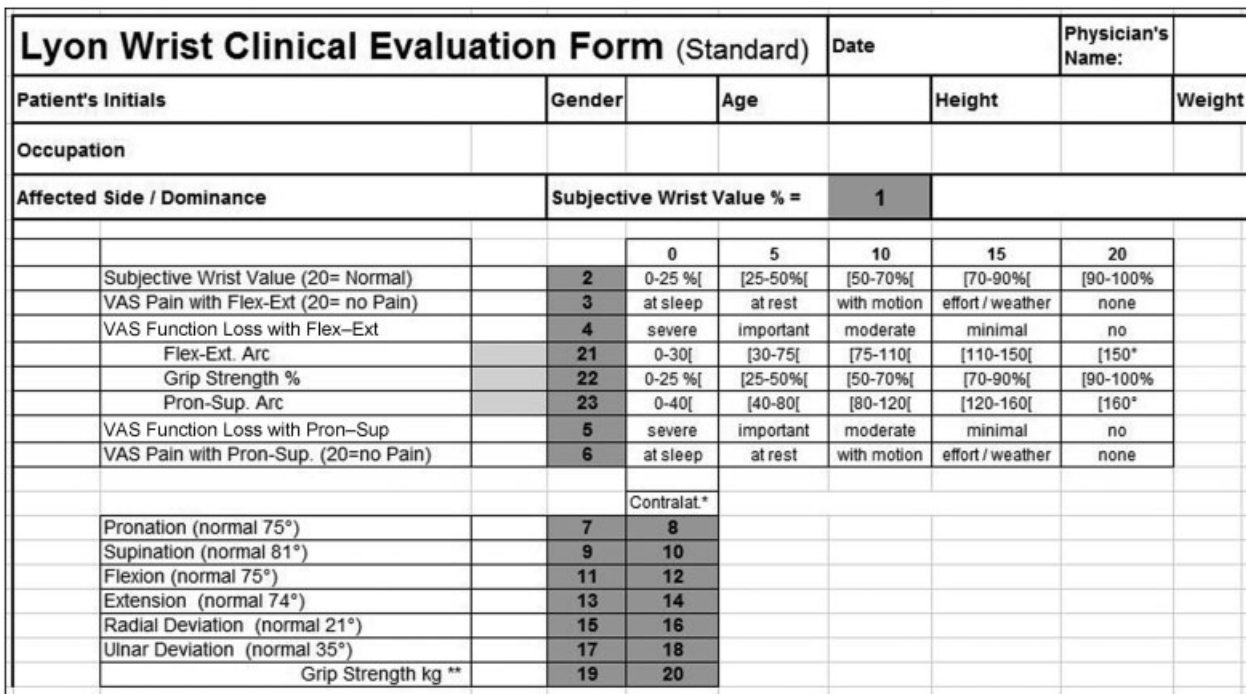 Lyon Wrist Clinical Evaluation Form (Standard) Date Physician's Name:
Patient's Initials Gender Age Height Weight
Occupation
Affected Side / Dominance Subjective Wrist Value % = 1
0 5 10 15 20
Subjective Wrist Value (20= Normal) 2 0-25 %[ [25-50%[ [50-70%[ [70-90%[ [90-100%
VAS Pain with Flex-Ext (20= no Pain) 3 at sleep at rest with motion effort / weather none
VAS Function Loss with Flex–Ext 4 severe important moderate minimal no
Flex-Ext. Arc 21 0-30[ [30-75[ [75-110[ [110-150[ [150°
Grip Strength % 22 0-25 %[ [25-50%[ [50-70%[ [70-90%[ [90-100%
Pron-Sup. Arc 23 0-40[ [40-80[ [80-120[ [120-160[ [160°
VAS Function Loss with Pron–Sup 5 severe important moderate minimal no
VAS Pain with Pron-Sup. (20=no Pain) 6 at sleep at rest with motion effort / weather none
Contralat.*
Pronation (normal 75°) 7 8
Supination (normal 81°) 9 10
Flexion (normal 75°) 11 12
Extension (normal 74°) 13 14
Radial Deviation (normal 21°) 15 16
Ulnar Deviation (normal 35°) 17 18
Grip Strength kg ** 19 20